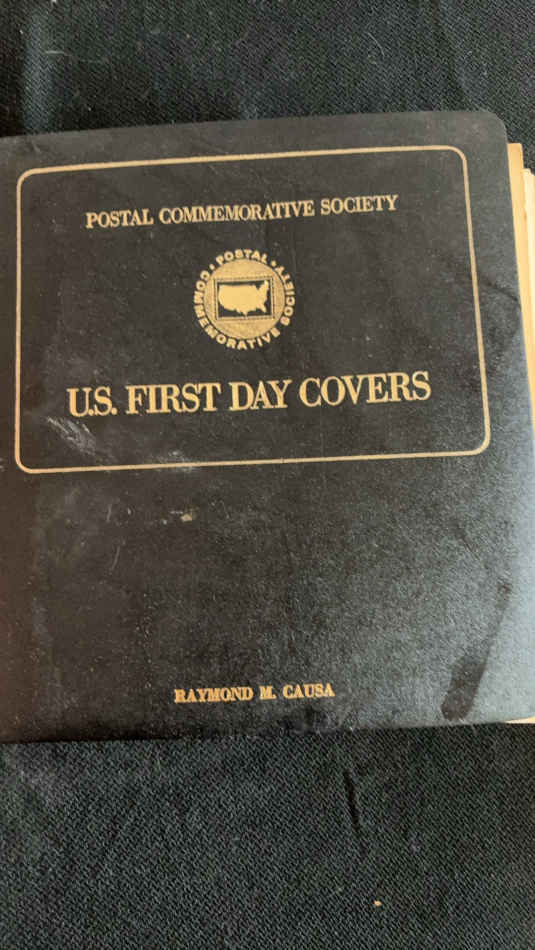 POSTAL COMMEMORATIVE SOCIETY
• POSTAL •
COMMEMORATIVE SOCIETY
U.S. FIRST DAY COVERS
RAYMOND M. CAUSA